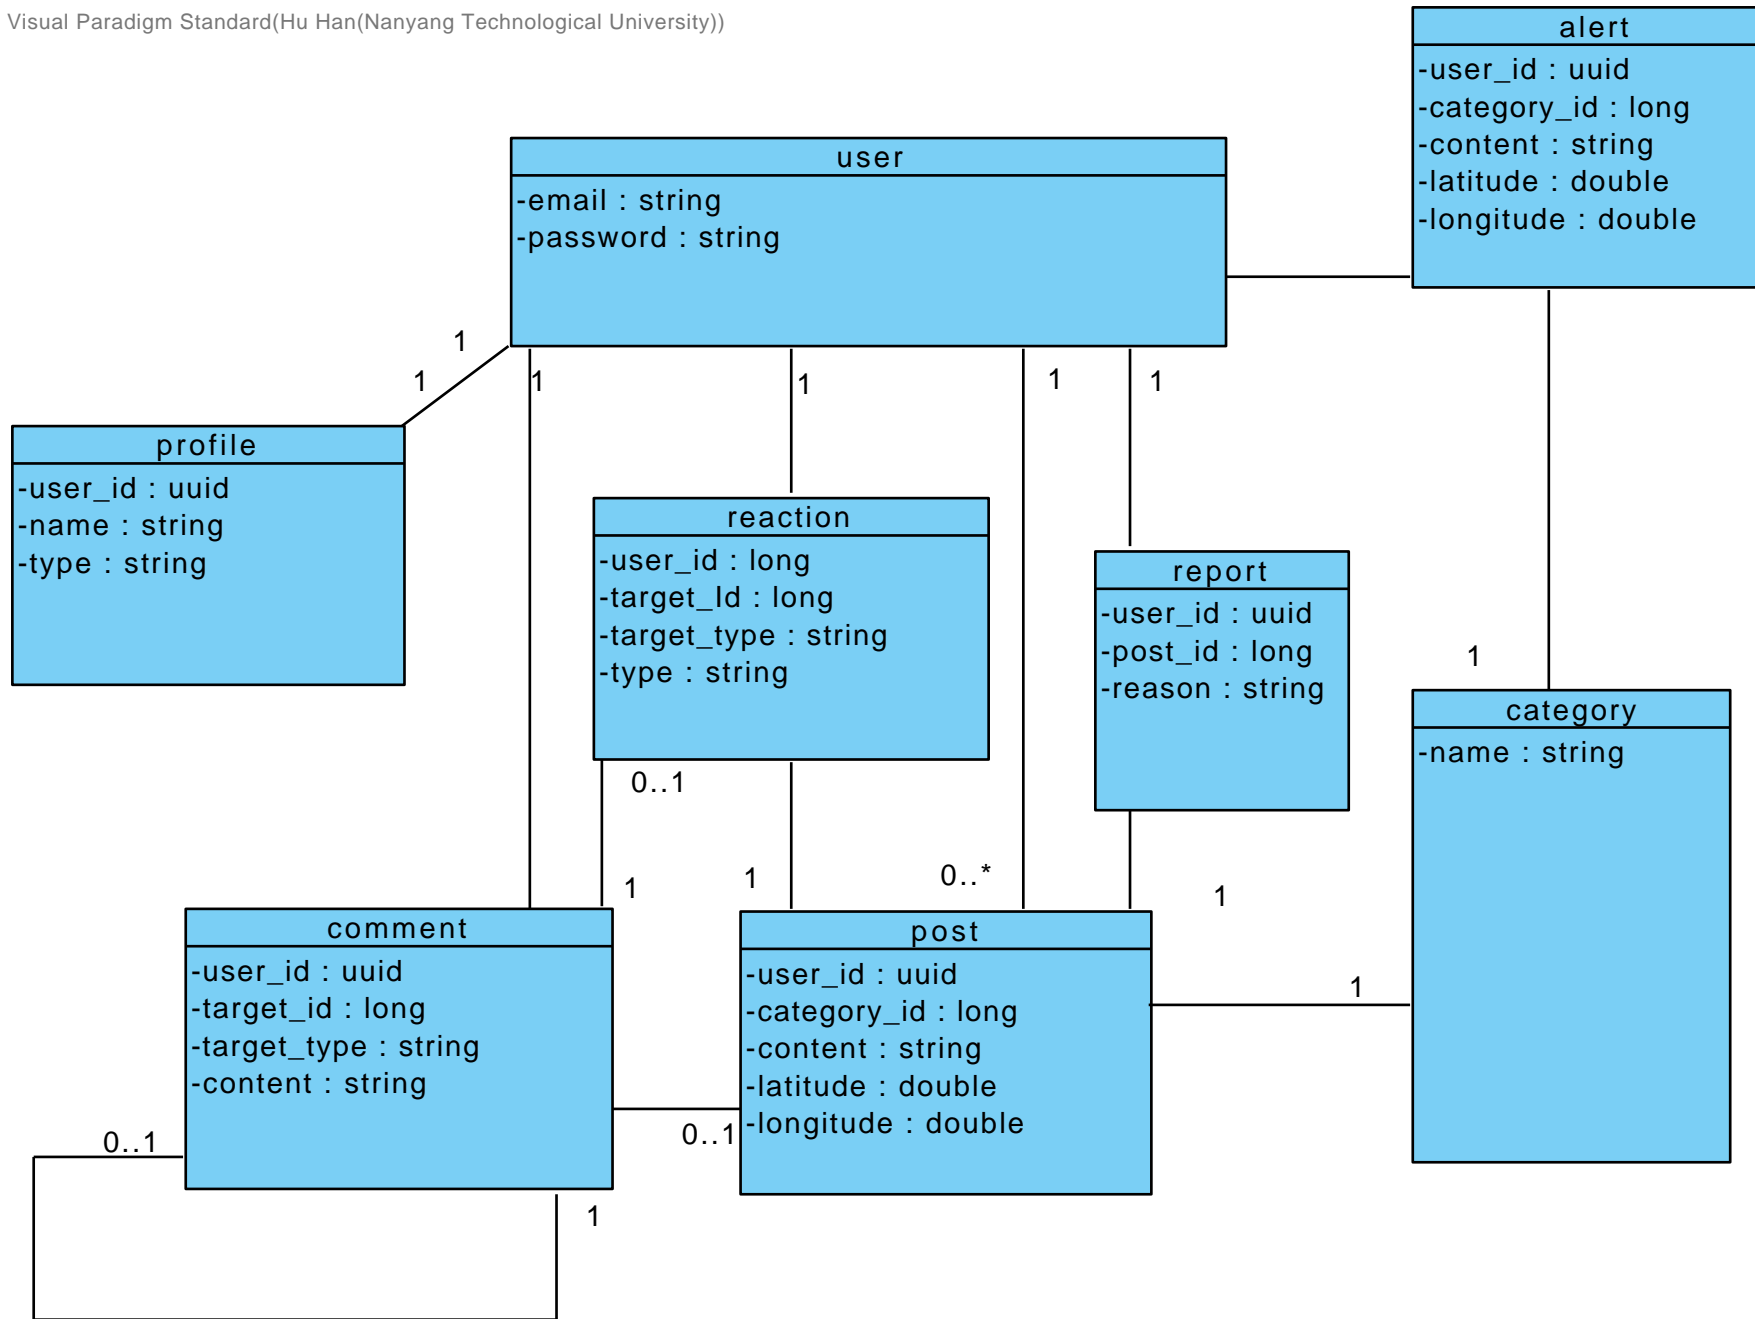 Visual Paradigm Standard(Hu Han(Nanyang Technological University))
alert
-user_id : uuid
-category_id : long
-content : string
-latitude : double
-longitude : double
user
-email : string
-password : string
1
1
1
1
1
1
profile
-user_id : uuid
-name : string
-type : string
reaction
-user_id : long
-target_Id : long
-target_type : string
-type : string
report
-user_id : uuid
-post_id : long
-reason : string
1
category
-name : string
0..1
1
1
0..*
1
comment
-user_id : uuid
-target_id : long
-target_type : string
-content : string
post
-user_id : uuid
-category_id : long
-content : string
-latitude : double
-longitude : double
1
0..1
0..1
1